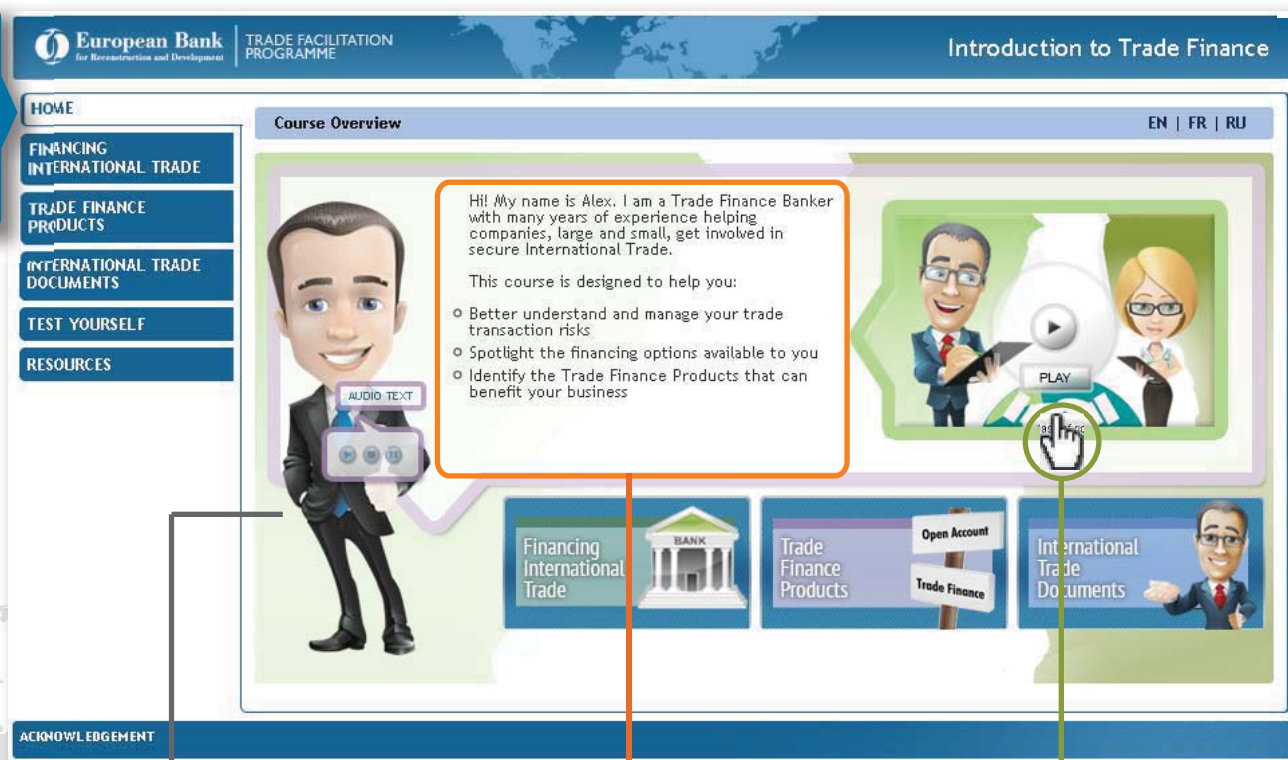 European Bank
for Reconstruction and Development
TRADE FACILITATION
PROGRAMME
Introduction to Trade Finance
HOME
FINANCING
INTERNATIONAL TRADE
TRADE FINANCE
PRODUCTS
INTERNATIONAL TRADE
DOCUMENTS
TEST YOURSELF
RESOURCES
Course Overview
EN | FR | RU
Hi! My name is Alex. I am a Trade Finance Banker
with many years of experience helping
companies, large and small, get involved in
secure International Trade.
This course is designed to help you:
Better understand and manage your trade
transaction risks
Spotlight the financing options available to you
Identify the Trade Finance Products that can
benefit your business
AUDIO TEXT
PLAY
Financing
International
Trade
BANK
Trade
Finance
Products
Open Account
Trade Finance
International
Trade
Documents
ACKNOWLEDGEMENT